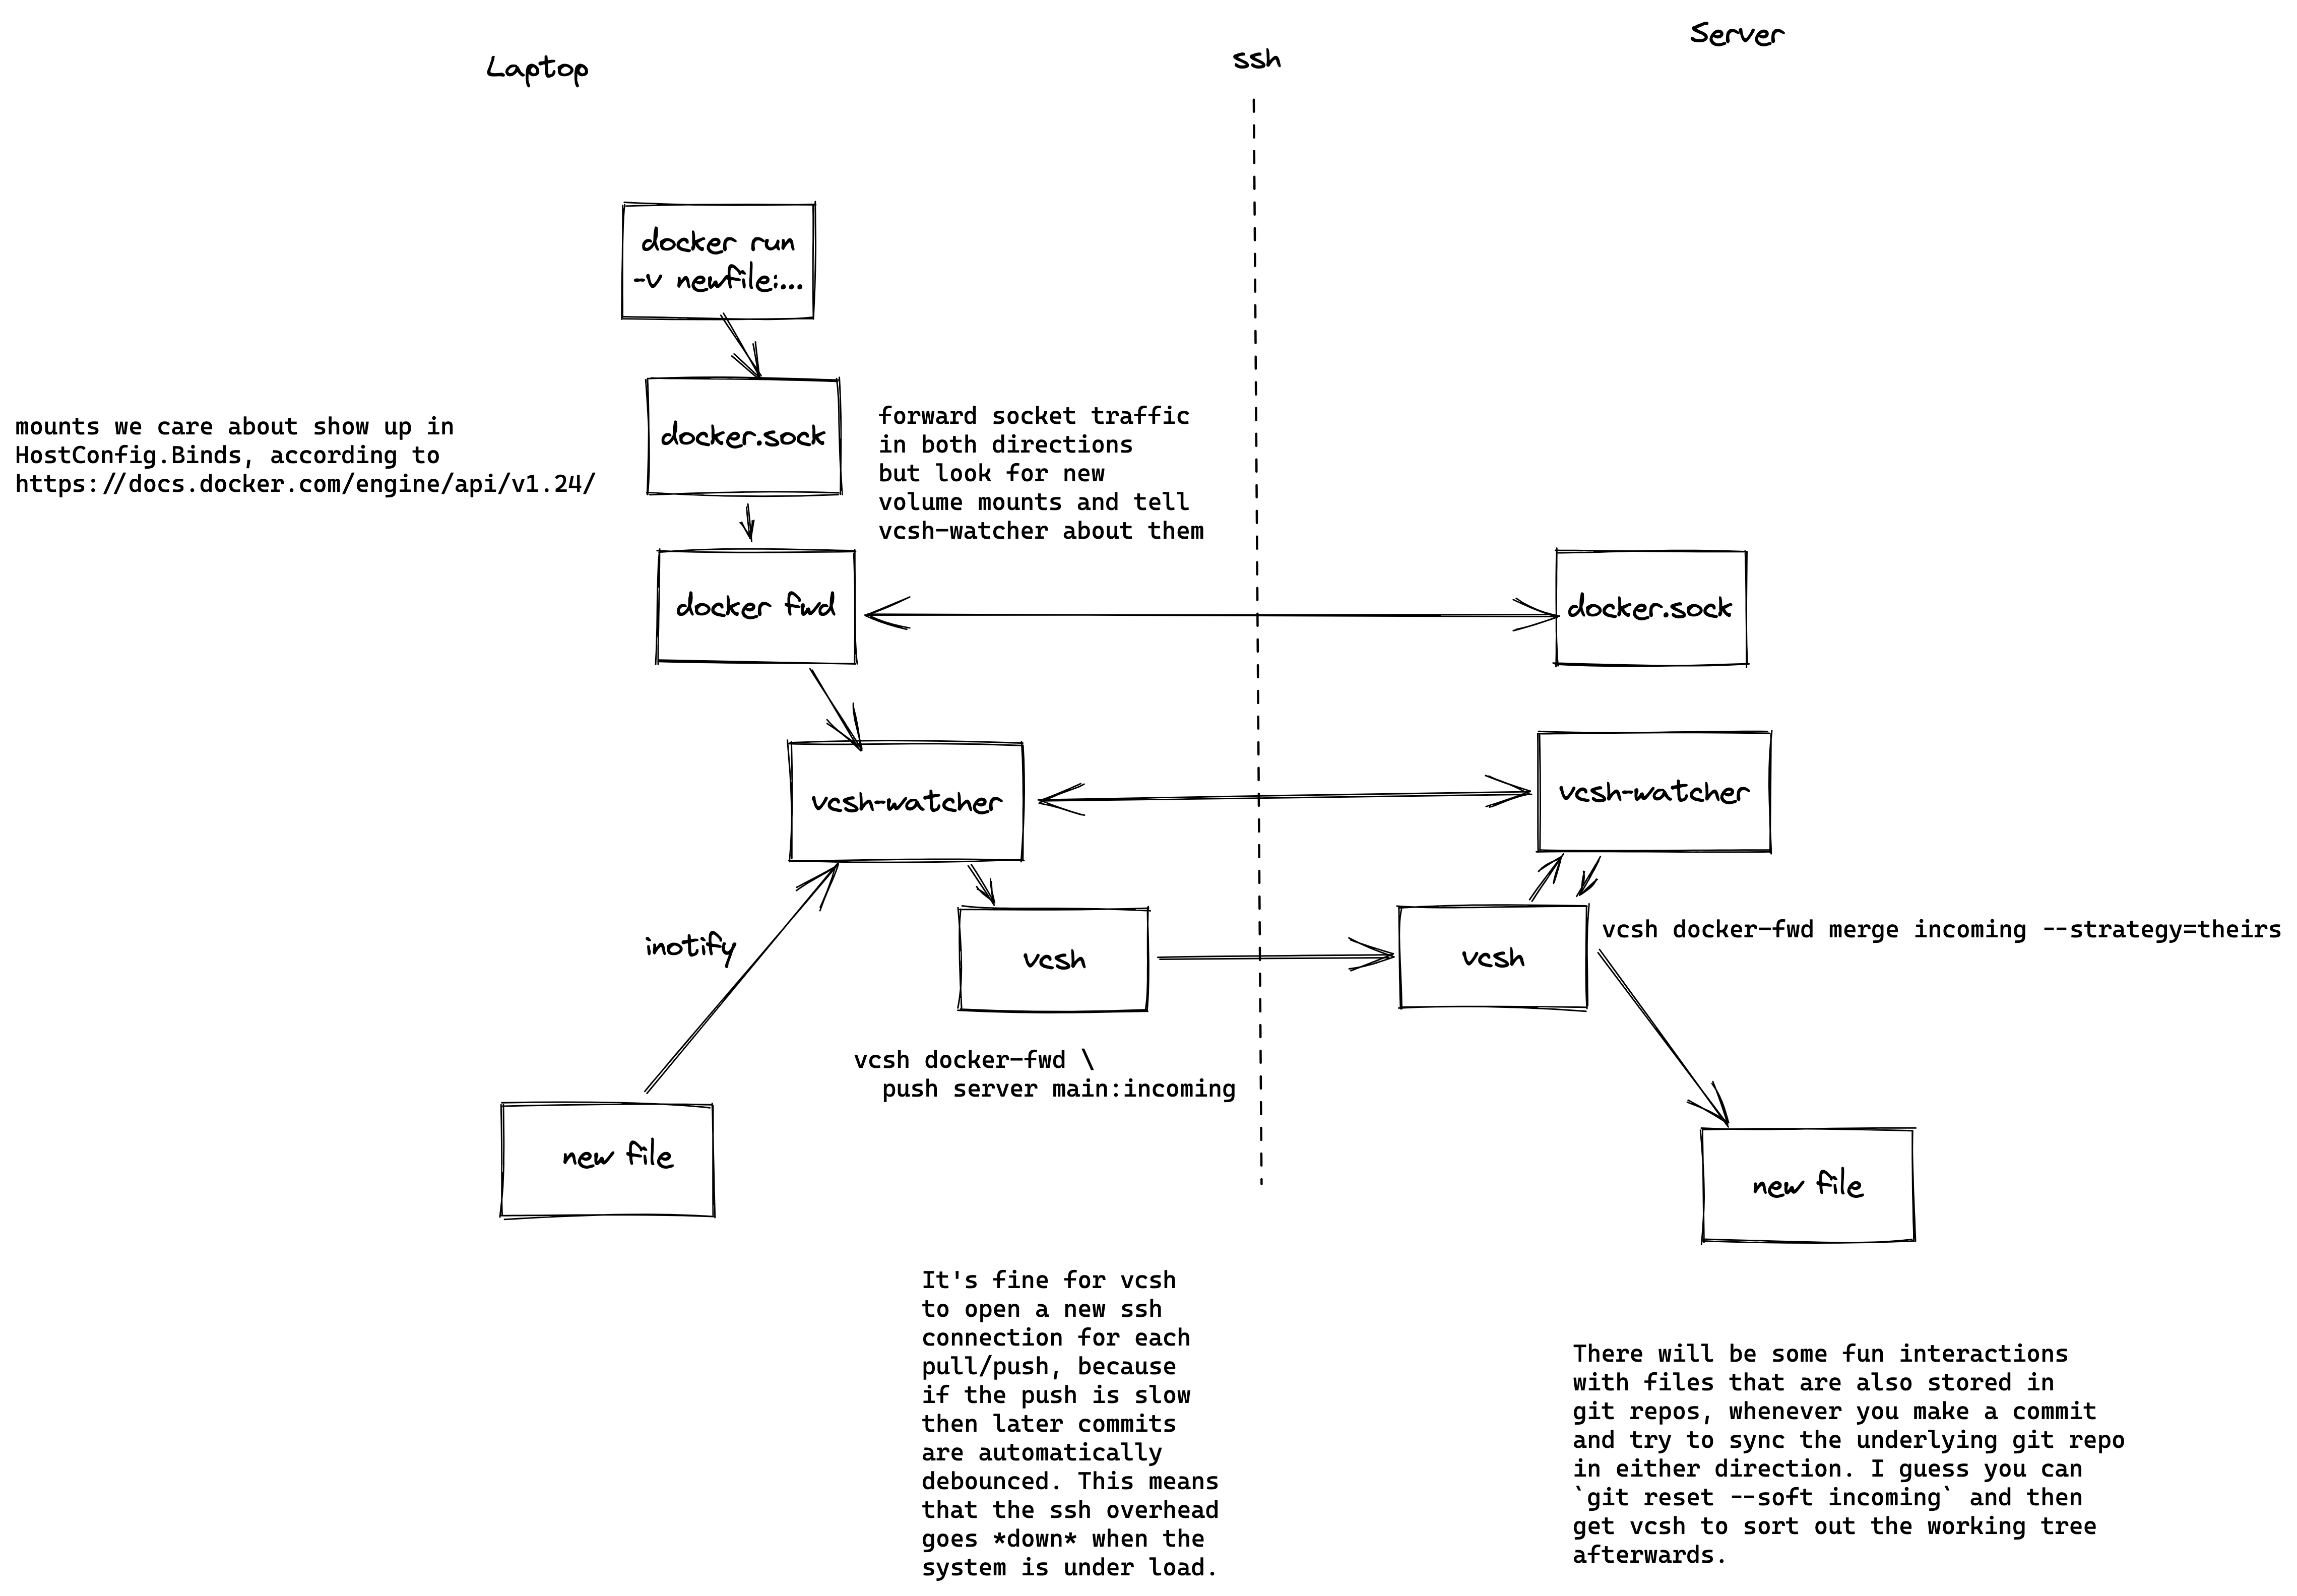 Laptop
ssh
Server
docker run
-v newfile:...
docker.sock
mounts we care about show up in
HostConfig.Binds, according to
https://docs.docker.com/engine/api/v1.24/
forward socket traffic
in both directions
but look for new
volume mounts and tell
vcsh-watcher about them
docker fwd
docker.sock
vcsh-watcher
vcsh-watcher
inotify
vcsh
vcsh
vcsh docker-fwd merge incoming --strategy=theirs
vcsh docker-fwd \
push server main:incoming
new file
new file
It's fine for vcsh
to open a new ssh
connection for each
pull/push, because
if the push is slow
then later commits
are automatically
debounced. This means
that the ssh overhead
goes *down* when the
system is under load.
There will be some fun interactions
with files that are also stored in
git repos, whenever you make a commit
and try to sync the underlying git repo
in either direction. I guess you can
`git reset --soft incoming` and then
get vcsh to sort out the working tree
afterwards.